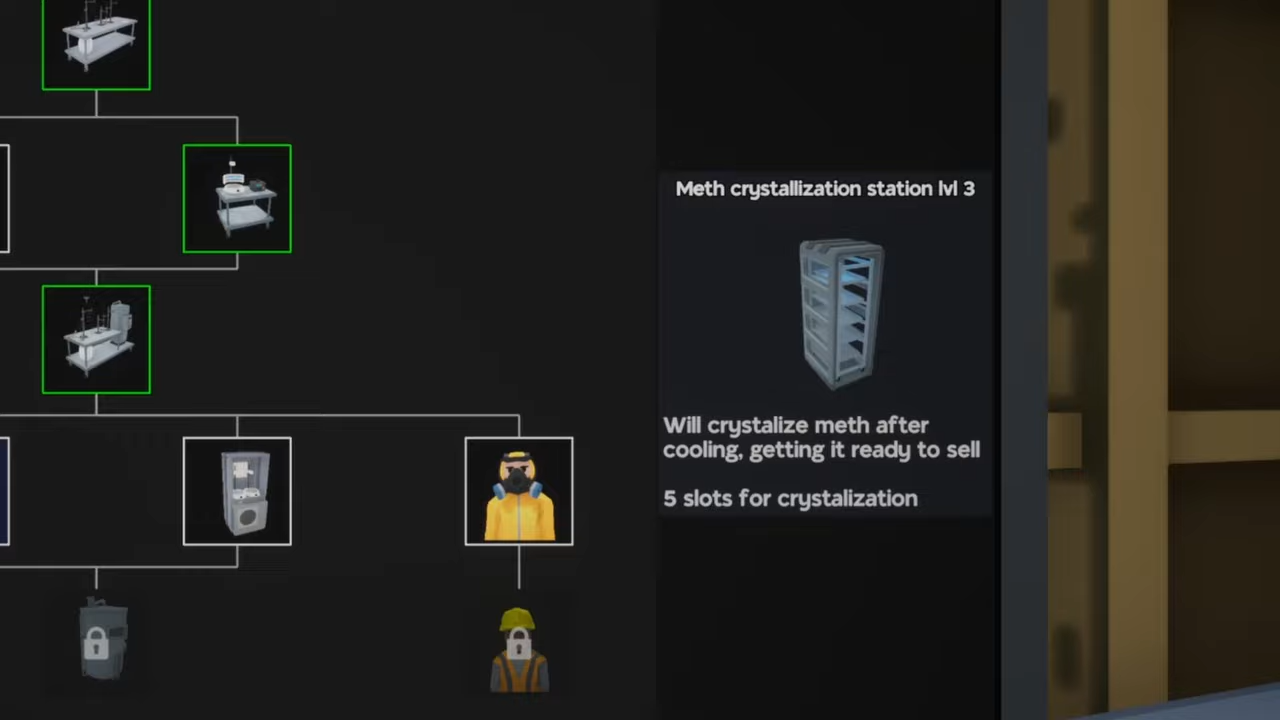 Meth crystallization station lvl 3
Will crystalize meth after
cooling, getting it ready to sell
5 slots for crystalization